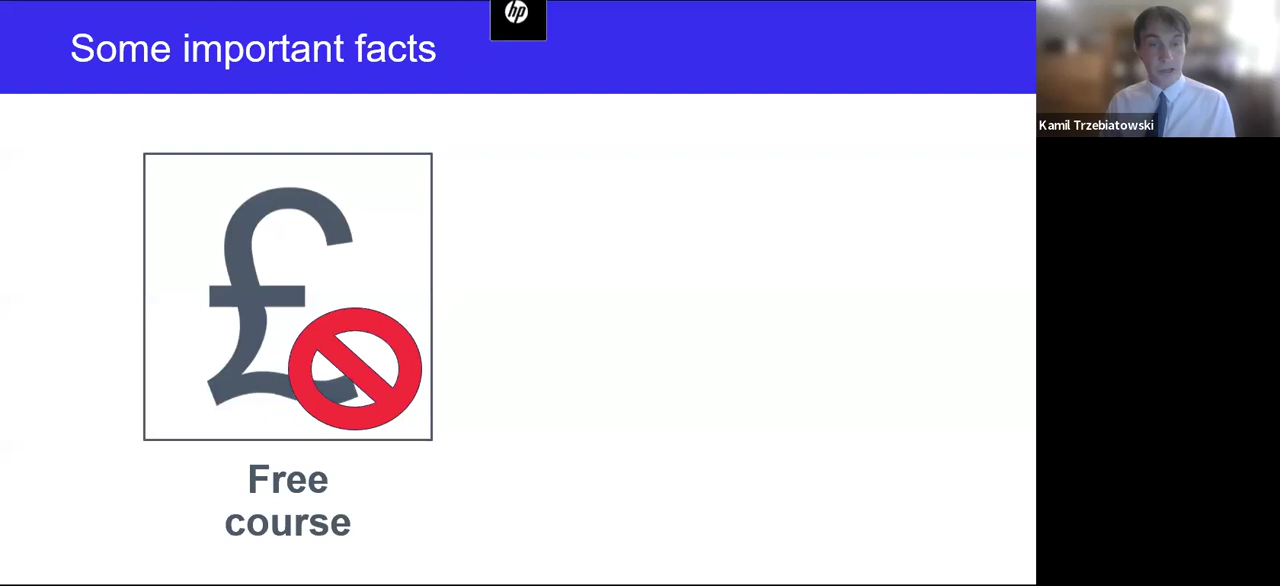 Some important facts
hp
Kamil Trzebiatowski
£
Free
course